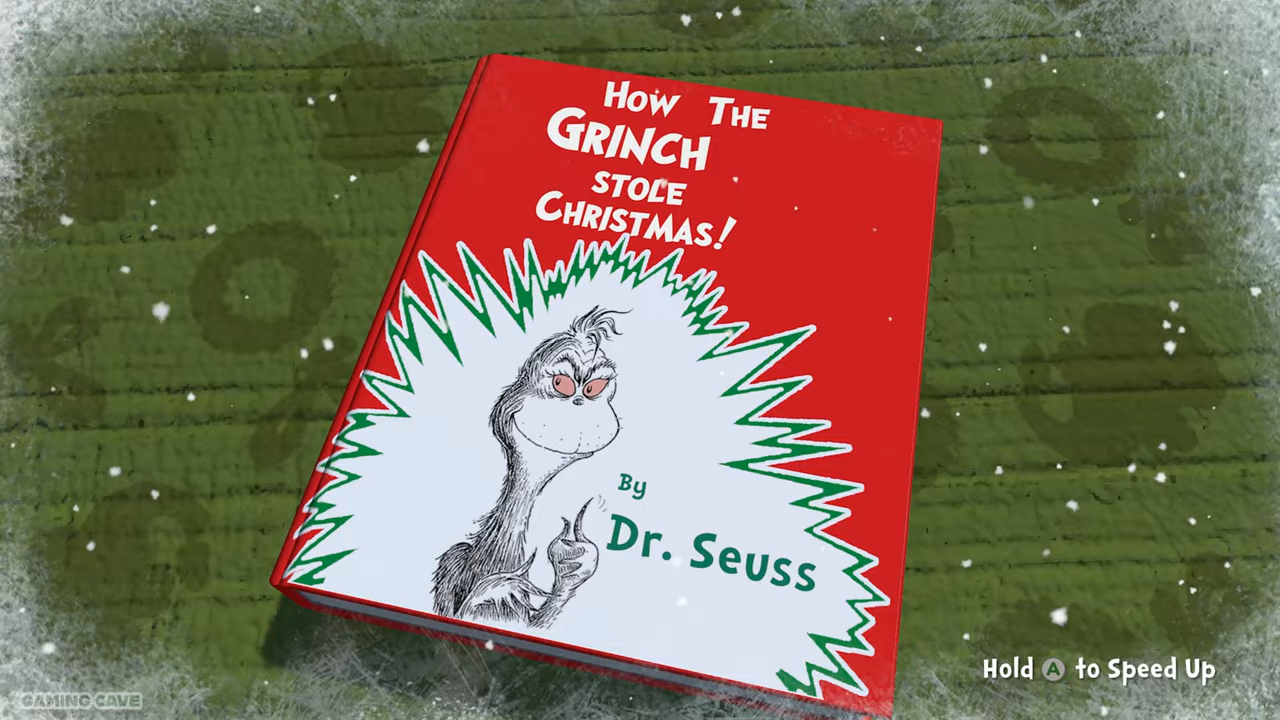 How The
Grinch
stole
Christmas!
By
Dr. Seuss
Hold A to Speed Up
GAMING CAVE